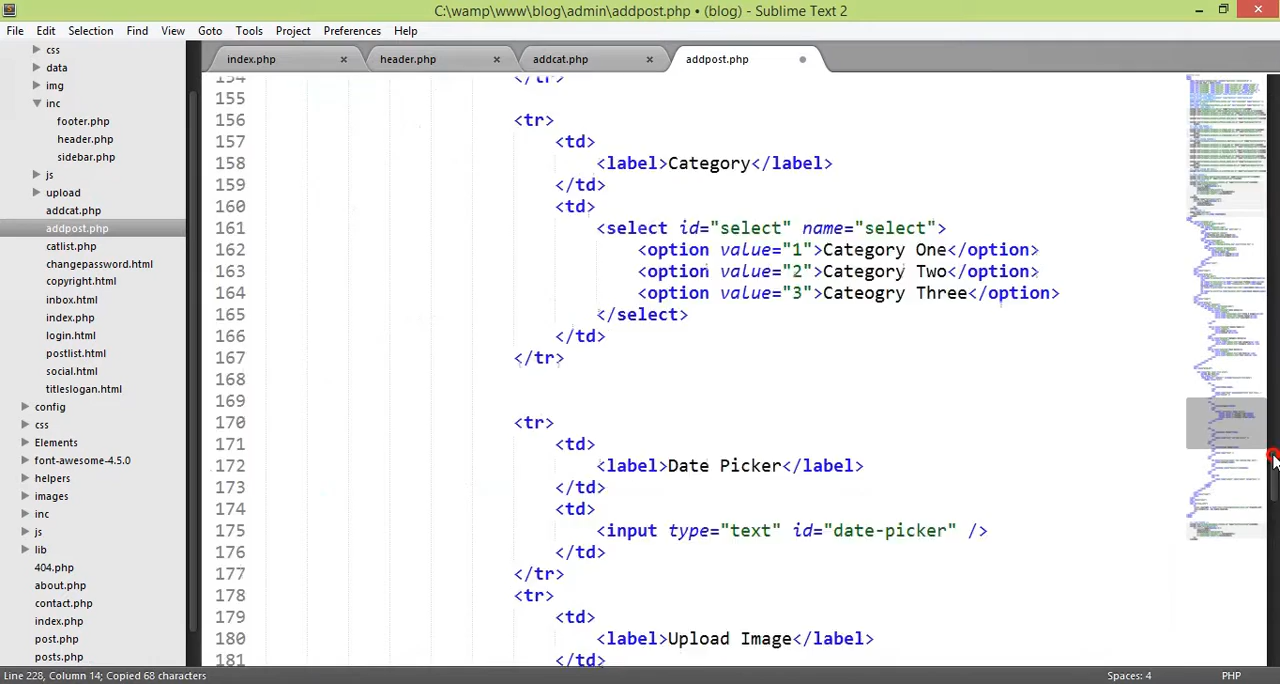 C:\wamp\www\blog\admin\addpost.php • (blog) - Sublime Text 2
File Edit Selection Find View Goto Tools Project Preferences Help
css
data
img
inc
footer.php
header.php
sidebar.php
js
upload
addcat.php
addpost.php
catlist.php
changepassword.html
copyright.html
inbox.html
index.php
login.html
postlist.html
social.html
titleslogan.html
config
css
Elements
font-awesome-4.5.0
helpers
images
inc
js
lib
404.php
about.php
contact.php
index.php
post.php
posts.php
index.php header.php addcat.php addpost.php
154 </tr>
155
156 <tr>
157 <td>
158 <label>Category</label>
159 </td>
160 <td>
161 <select id="select" name="select">
162 <option value="1">Category One</option>
163 <option value="2">Category Two</option>
164 <option value="3">Cateogry Three</option>
165 </select>
166 </td>
167 </tr>
168
169
170 <tr>
171 <td>
172 <label>Date Picker</label>
173 </td>
174 <td>
175 <input type="text" id="date-picker" />
176 </td>
177 </tr>
178 <tr>
179 <td>
180 <label>Upload Image</label>
181 </td>
Line 228, Column 14; Copied 68 characters
Spaces: 4 PHP